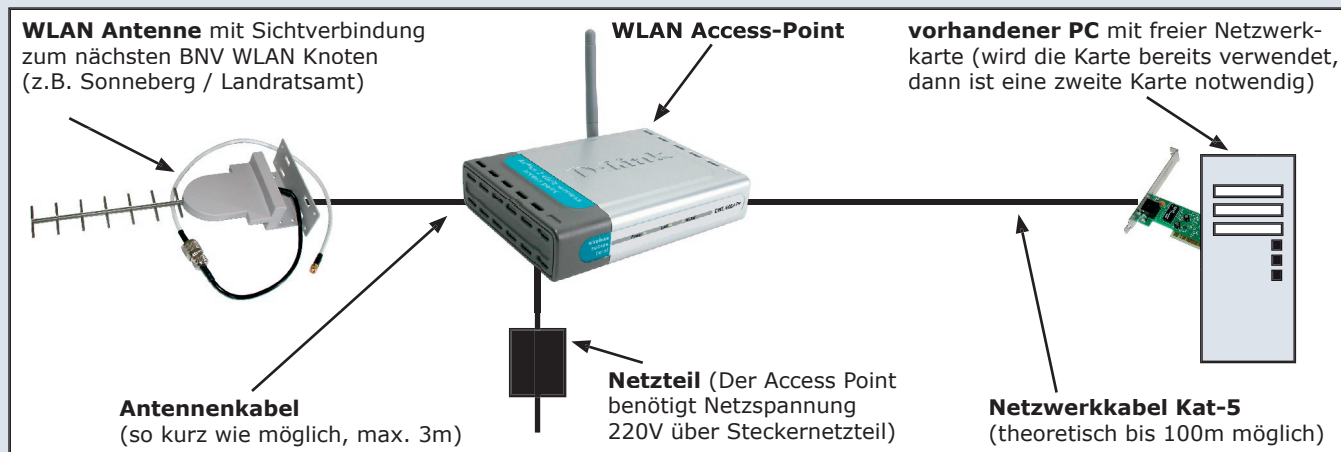 WLAN Antenne mit Sichtverbindung
zum nächsten BNV WLAN Knoten
(z.B. Sonneberg / Landratsamt)
WLAN Access-Point
vorhandener PC mit freier Netzwerk-
karte (wird die Karte bereits verwendet,
dann ist eine zweite Karte notwendig)
D-Link
Antennenkabel
(so kurz wie möglich, max. 3m)
Netzteil (Der Access Point
benötigt Netzspannung
220V über Steckernetzteil)
Netzwerkkabel Kat-5
(theoretisch bis 100m möglich)